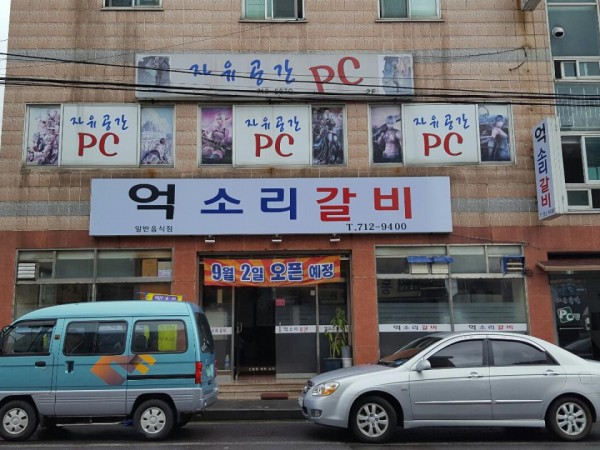 자유공간 PC
2F
자유공간
PC
자유공간
PC
자유공간
PC
억소리갈비
일반음식점
T.712-9400
억소리갈비
9월 2일 오픈 예정
억소리갈비
억소리갈비
PC